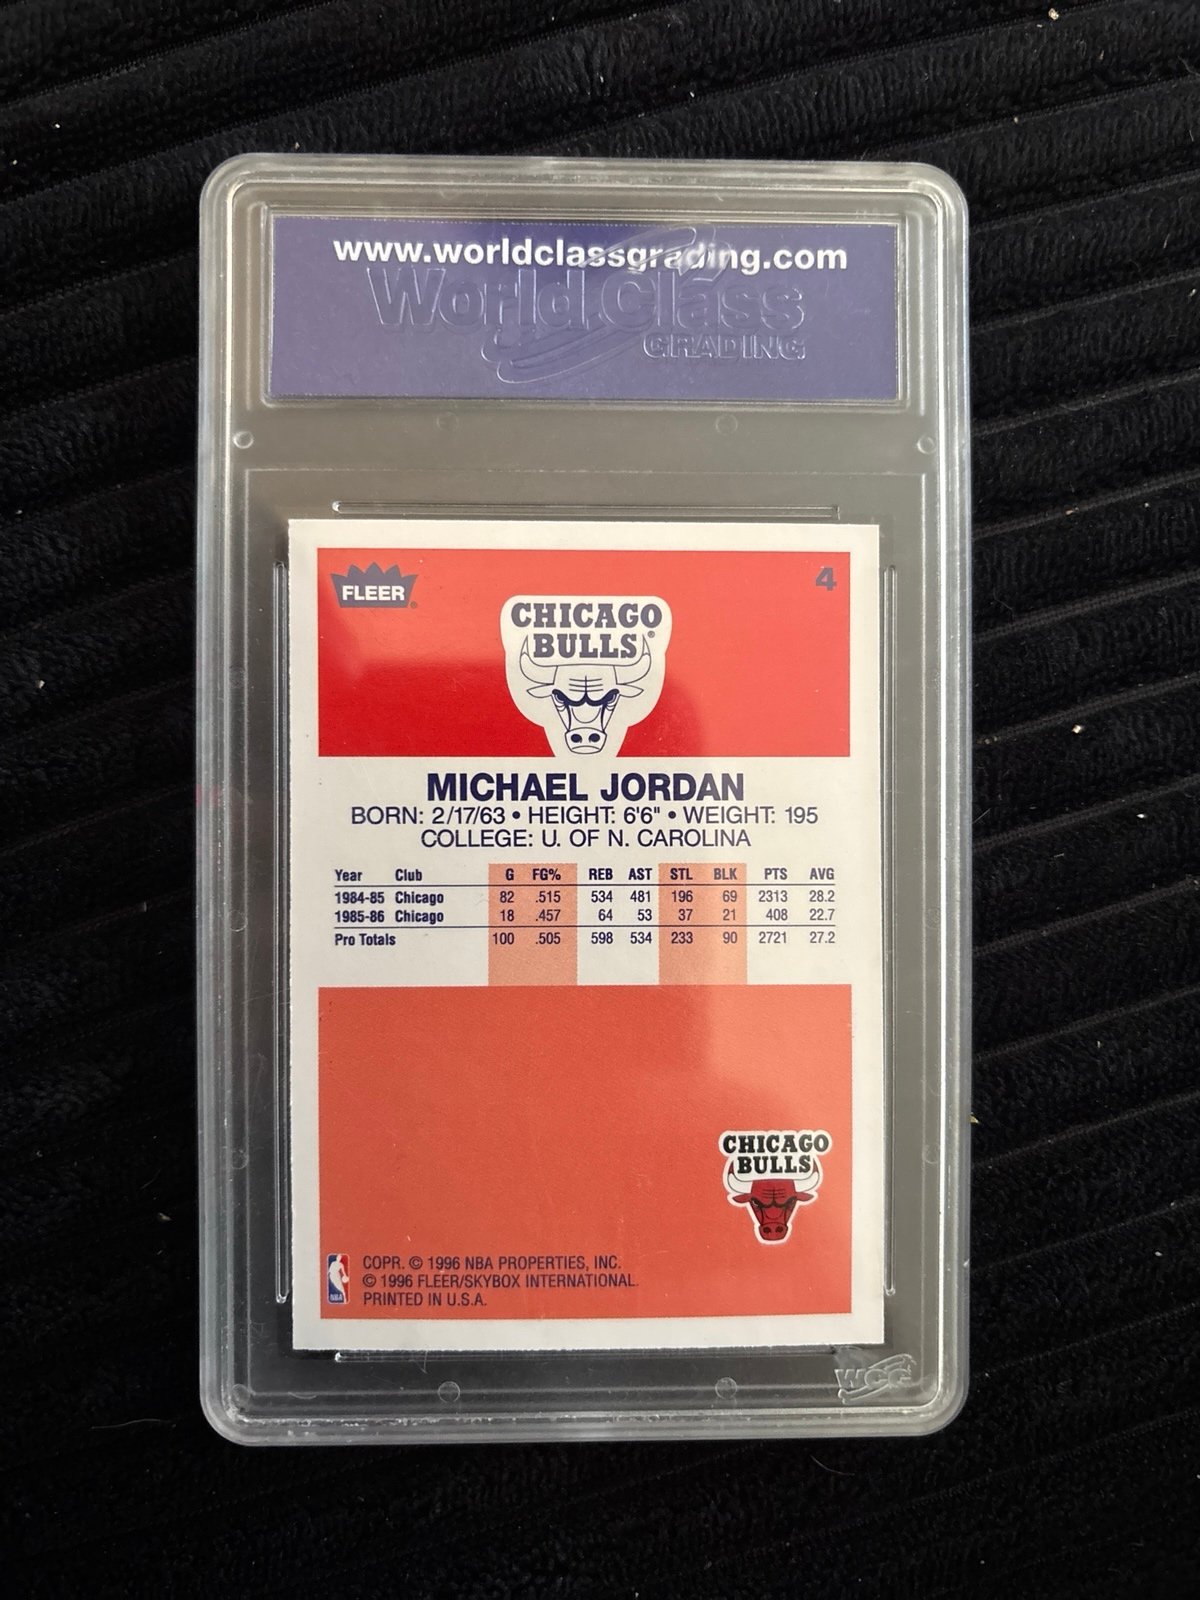 www.worldclassgrading.com
World Class
GRADING
FLEER®
4
CHICAGO
BULLS®
MICHAEL JORDAN
BORN: 2/17/63 • HEIGHT: 6'6" • WEIGHT: 195
COLLEGE: U. OF N. CAROLINA
Year Club G FG% REB AST STL BLK PTS AVG
1984-85 Chicago 82 .515 534 481 196 69 2313 28.2
1985-86 Chicago 18 .457 64 53 37 21 408 22.7
Pro Totals 100 .505 598 534 233 90 2721 27.2
CHICAGO
BULLS
NBA
COPR. © 1996 NBA PROPERTIES, INC.
© 1996 FLEER/SKYBOX INTERNATIONAL.
PRINTED IN U.S.A.
WCG